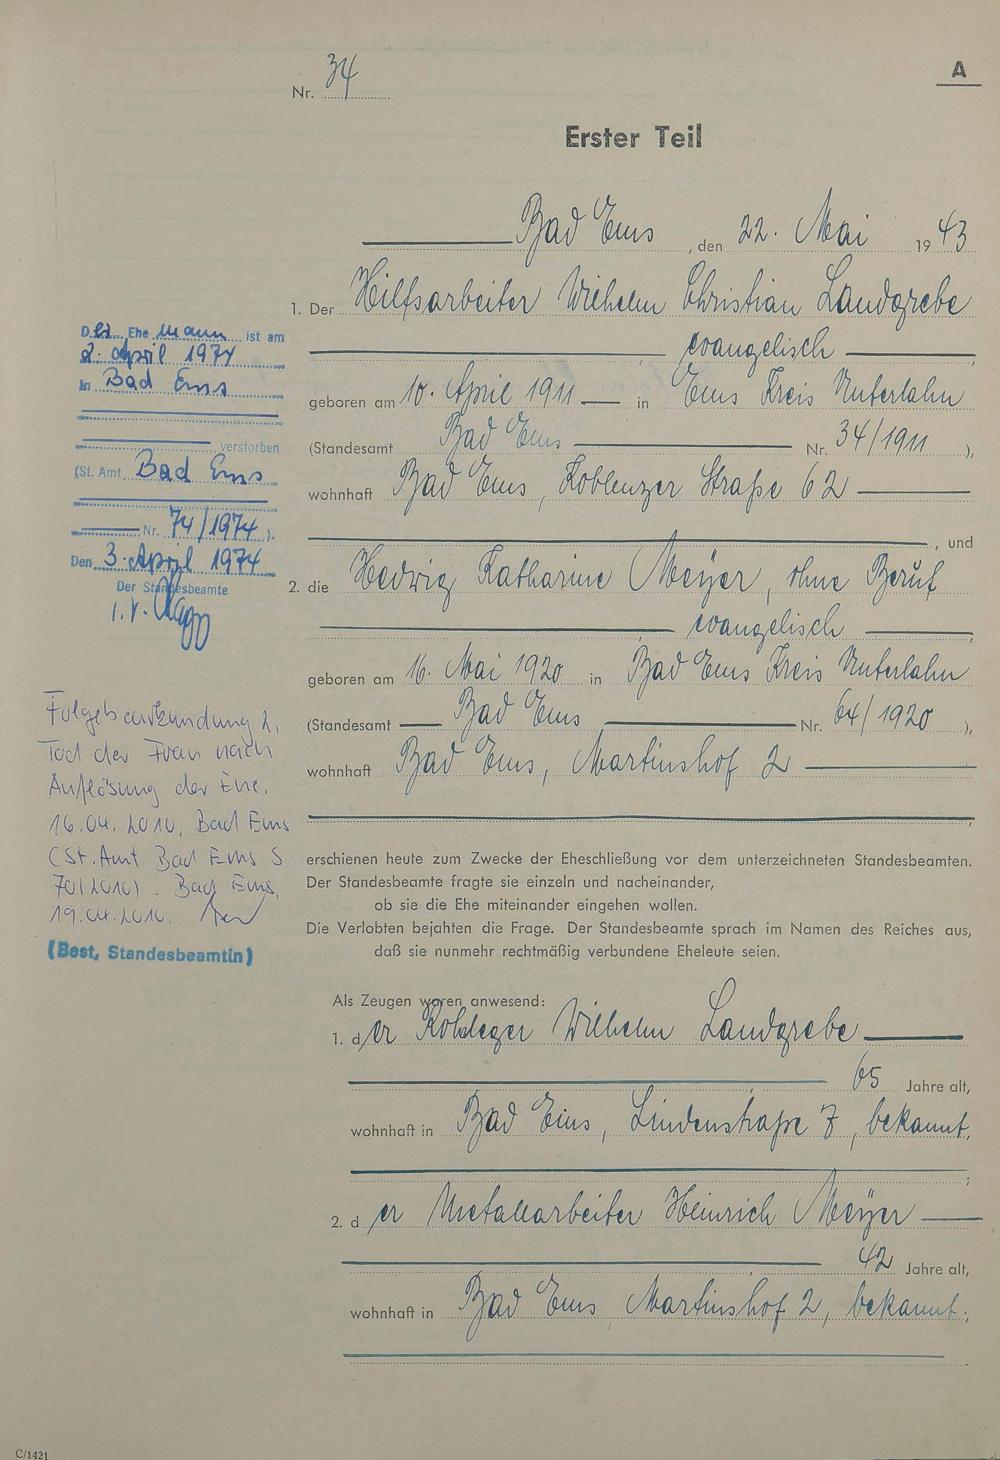 A
Nr. 34
Erster Teil
Bad Ems, den 22. Mai 1943
1. Der Hilfsarbeiter Wilhelm Christian Landgrebe
, evangelisch,
geboren am 10. April 1911 in Ems Kreis Unterlahn
(Standesamt Bad Ems Nr. 34/1911),
wohnhaft Bad Ems, Koblenzer Straße 62
, und
2. die Hedwig Katharine Meÿer, ohne Beruf
, evangelisch,
geboren am 16. Mai 1920 in Bad Ems Kreis Unterlahn
(Standesamt Bad Ems Nr. 64/1920),
wohnhaft Bad Ems, Martinshof 2
,
erschienen heute zum Zwecke der Eheschließung vor dem unterzeichneten Standesbeamten.
Der Standesbeamte fragte sie einzeln und nacheinander,
ob sie die Ehe miteinander eingehen wollen.
Die Verlobten bejahten die Frage. Der Standesbeamte sprach im Namen des Reiches aus,
daß sie nunmehr rechtmäßig verbundene Eheleute seien.
Als Zeugen waren anwesend:
1. der Wilhelm Landgrebe
, 65 Jahre alt,
wohnhaft in Bad Ems, Lindenstraße 7, bekannt,
;
2. der Metallarbeiter Heinrich Meÿer
, 42 Jahre alt,
wohnhaft in Bad Ems, Martinshof 2, bekannt.
Der Ehemann ist am
2. April 1974
in Bad Ems
verstorben
(St. Amt Bad Ems
Nr. 74/1974).
Den 3. April 1974
Der Standesbeamte
I.V.
Folgebeurkundung 2,
Tod der Frau nach
Auflösung der Ehe.
16.04.2010, Bad Ems
(St.Amt Bad Ems S
70/2010). Bad Ems,
19.04.2010.
(Best, Standesbeamtin)
C/1421